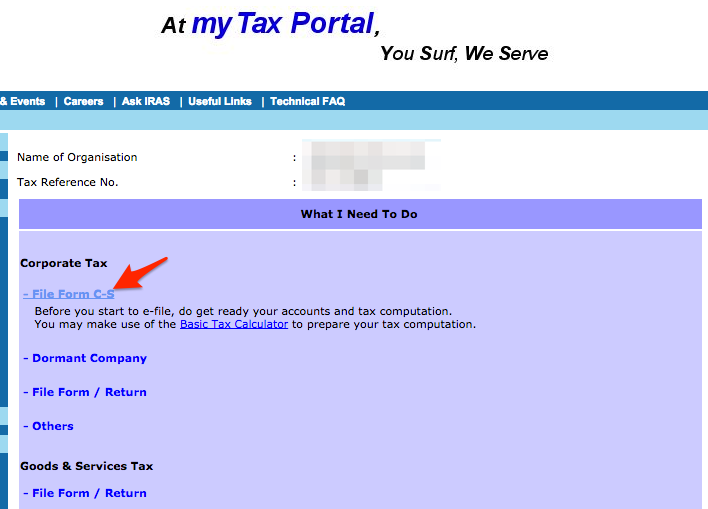 At myTax Portal,
You Surf, We Serve
& Events | Careers | Ask IRAS | Useful Links | Technical FAQ
Name of Organisation :
Tax Reference No. :
What I Need To Do
Corporate Tax
- File Form C-S
Before you start to e-file, do get ready your accounts and tax computation.
You may make use of the Basic Tax Calculator to prepare your tax computation.
- Dormant Company
- File Form / Return
- Others
Goods & Services Tax
- File Form / Return